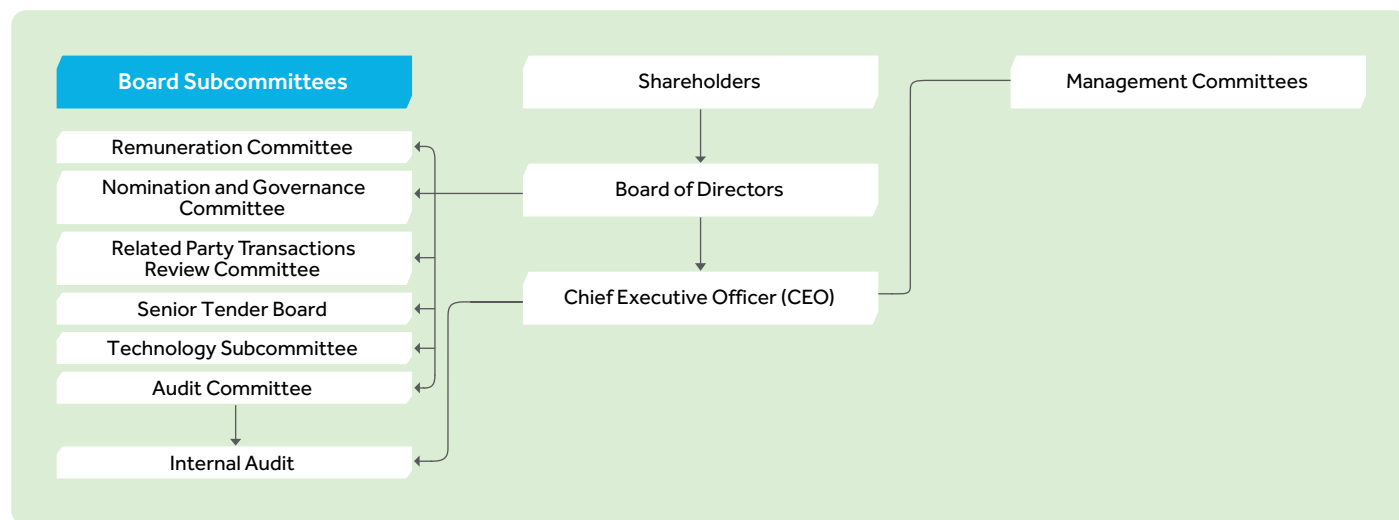 Board Subcommittees
Remuneration Committee
Nomination and Governance
Committee
Related Party Transactions
Review Committee
Senior Tender Board
Technology Subcommittee
Audit Committee
Internal Audit
Shareholders
Board of Directors
Chief Executive Officer (CEO)
Management Committees